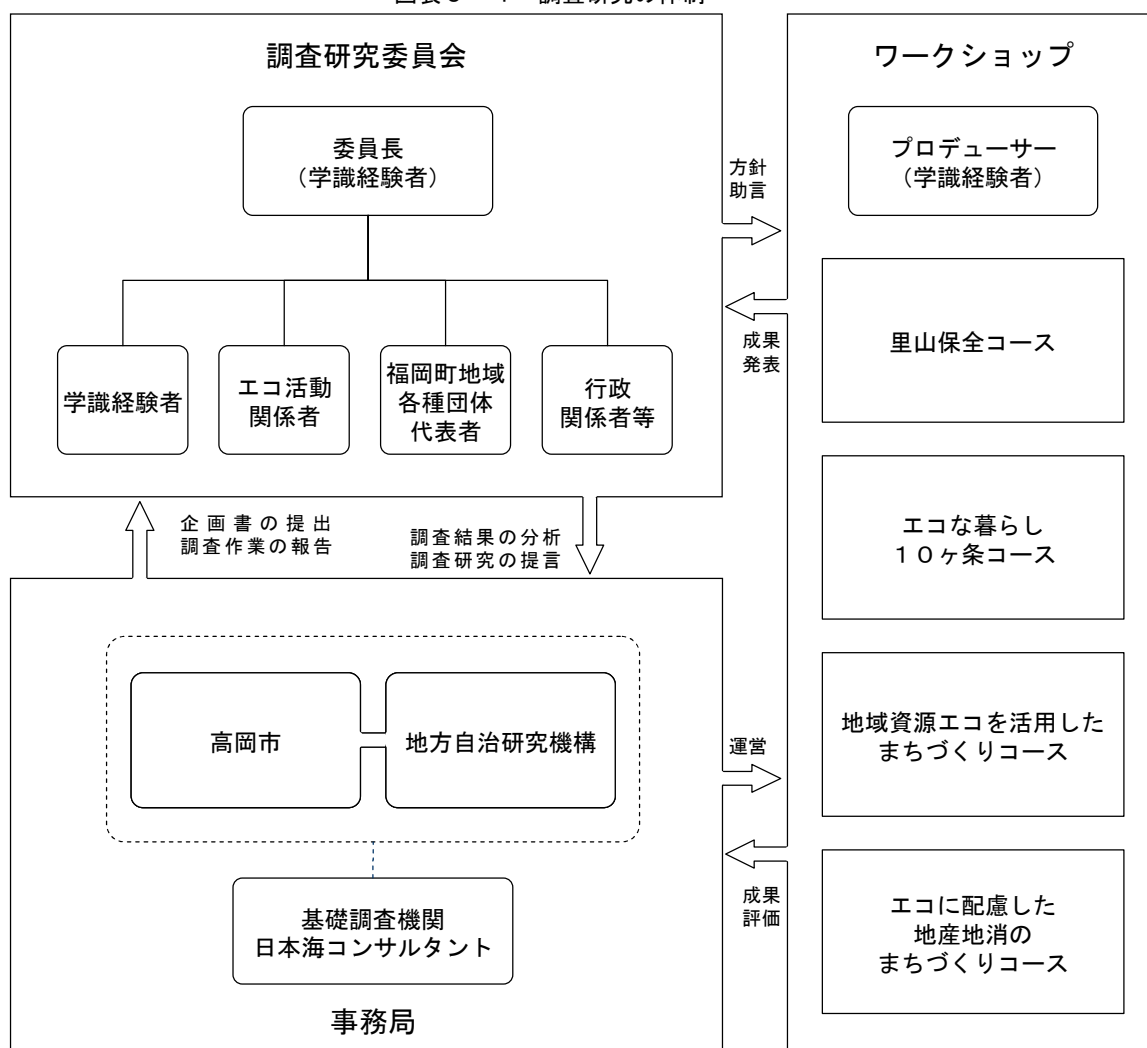 調査研究委員会
委員長
（学識経験者）
学識経験者
エコ活動
関係者
福岡町地域
各種団体
代表者
行政
関係者等
方針
助言
成果
発表
企画書の提出
調査作業の報告
調査結果の分析
調査研究の提言
高岡市
地方自治研究機構
基礎調査機関
日本海コンサルタント
事務局
運営
成果
評価
ワークショップ
プロデューサー
（学識経験者）
里山保全コース
エコな暮らし
１０ヶ条コース
地域資源エコを活用した
まちづくりコース
エコに配慮した
地産地消の
まちづくりコース